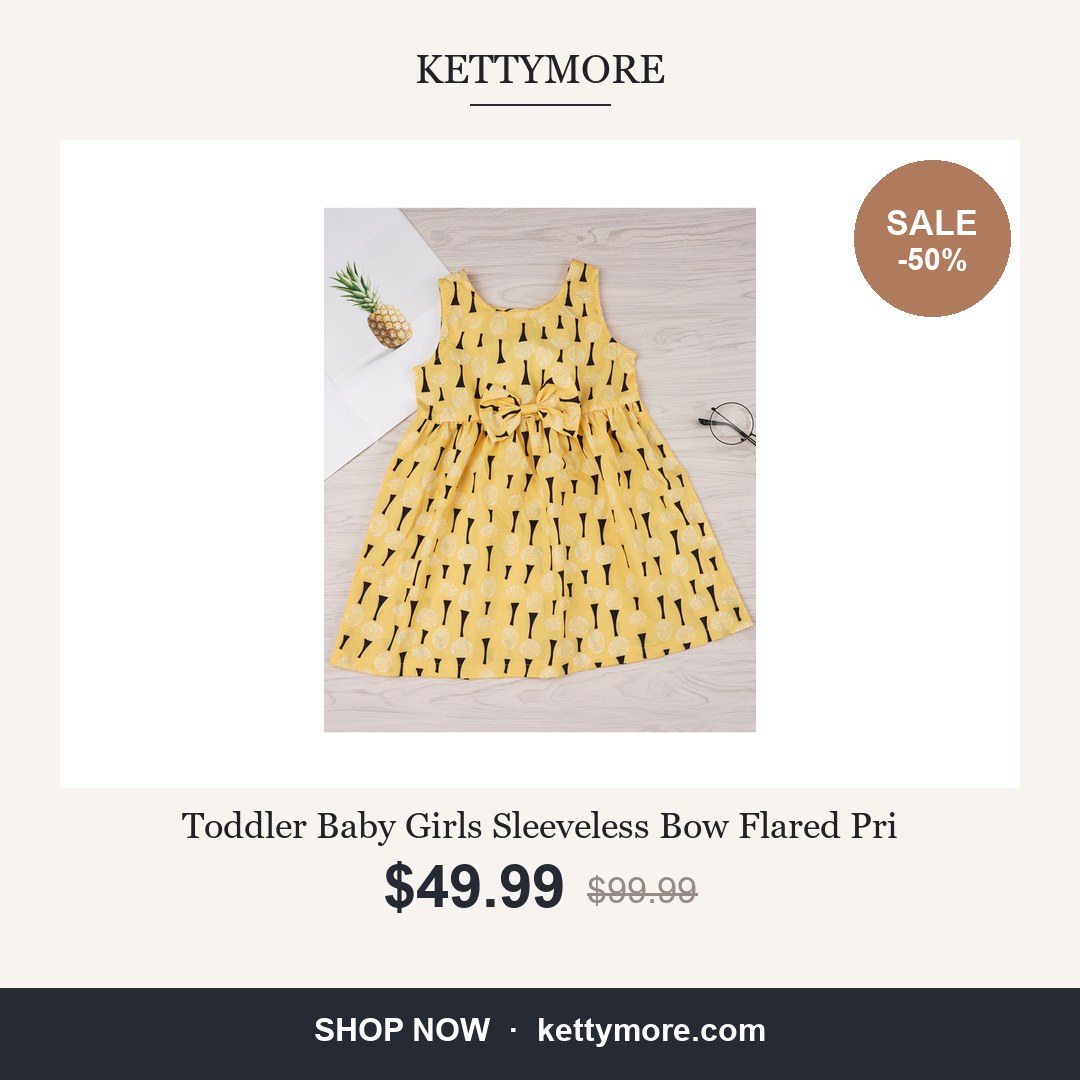 KETTYMORE
SALE
-50%
Toddler Baby Girls Sleeveless Bow Flared Pri
$49.99 $99.99
SHOP NOW · kettymore.com